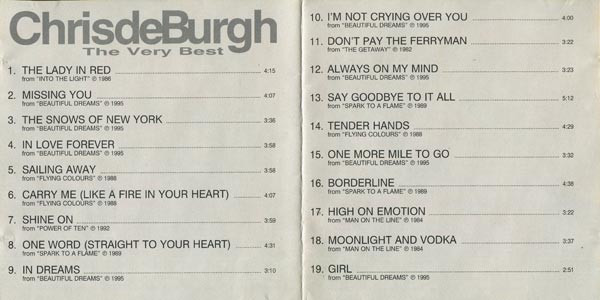 ChrisdeBurgh
The Very Best
1. THE LADY IN RED 4:15
from "INTO THE LIGHT" ℗ 1986
2. MISSING YOU 4:07
from "BEAUTIFUL DREAMS" ℗ 1995
3. THE SNOWS OF NEW YORK 3:36
from "BEAUTIFUL DREAMS" ℗ 1995
4. IN LOVE FOREVER 3:58
from "BEAUTIFUL DREAMS" ℗ 1995
5. SAILING AWAY 3:58
from "FLYING COLOURS" ℗ 1988
6. CARRY ME (LIKE A FIRE IN YOUR HEART) 4:07
from "FLYING COLOURS" ℗ 1988
7. SHINE ON 3:59
from "POWER OF TEN" ℗ 1992
8. ONE WORD (STRAIGHT TO YOUR HEART) 4:31
from "SPARK TO A FLAME" ℗ 1989
9. IN DREAMS 3:10
from "BEAUTIFUL DREAMS" ℗ 1995
10. I'M NOT CRYING OVER YOU 4:00
from "BEAUTIFUL DREAMS" ℗ 1995
11. DON'T PAY THE FERRYMAN 3:22
from "THE GETAWAY" ℗ 1982
12. ALWAYS ON MY MIND 3:23
from "BEAUTIFUL DREAMS" ℗ 1995
13. SAY GOODBYE TO IT ALL 5:12
from "SPARK TO A FLAME" ℗ 1989
14. TENDER HANDS 4:29
from "FLYING COLOURS" ℗ 1988
15. ONE MORE MILE TO GO 3:32
from "BEAUTIFUL DREAMS" ℗ 1995
16. BORDERLINE 4:38
from "SPARK TO A FLAME" ℗ 1989
17. HIGH ON EMOTION 3:22
from "MAN ON THE LINE" ℗ 1984
18. MOONLIGHT AND VODKA 3:37
from "MAN ON THE LINE" ℗ 1984
19. GIRL 2:51
from "BEAUTIFUL DREAMS" ℗ 1995